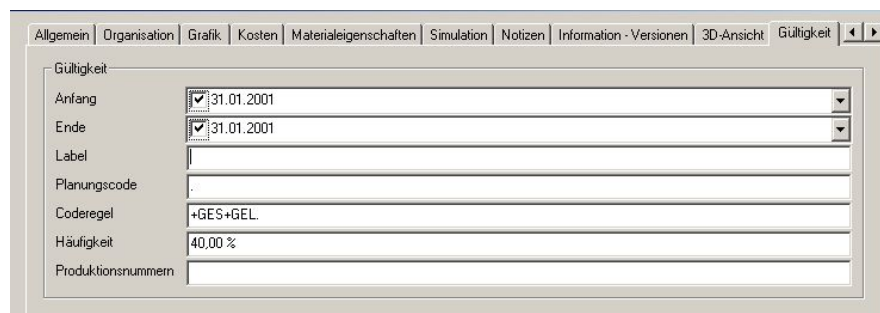 Allgemein Organisation Grafik Kosten Materialeigenschaften Simulation Notizen Information - Versionen 3D-Ansicht Gültigkeit
Gültigkeit
Anfang 31.01.2001
Ende 31.01.2001
Label
Planungscode .
Coderegel +GES+GEL.
Häufigkeit 40,00 %
Produktionsnummern